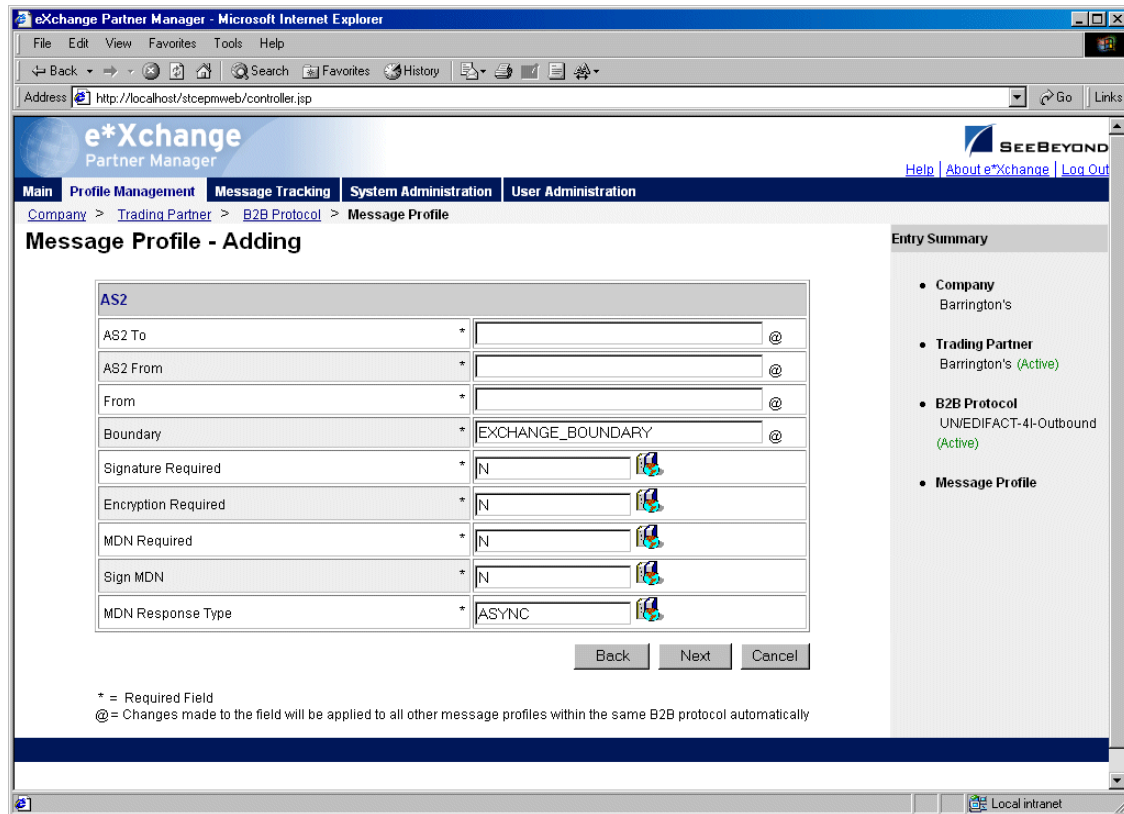 eXchange Partner Manager - Microsoft Internet Explorer
File Edit View Favorites Tools Help
Back Search Favorites History
Address http://localhost/stcepmweb/controller.jsp Go Links
e*Xchange
Partner Manager
SEEBEYOND
Help | About e*Xchange | Log Out
Main Profile Management Message Tracking System Administration User Administration
Company > Trading Partner > B2B Protocol > Message Profile
Message Profile - Adding
AS2
AS2 To * @
AS2 From * @
From * @
Boundary * EXCHANGE_BOUNDARY @
Signature Required * N
Encryption Required * N
MDN Required * N
Sign MDN * N
MDN Response Type * ASYNC
Back Next Cancel
* = Required Field
@ = Changes made to the field will be applied to all other message profiles within the same B2B protocol automatically
Entry Summary
• Company
Barrington's
• Trading Partner
Barrington's (Active)
• B2B Protocol
UN/EDIFACT-4I-Outbound
(Active)
• Message Profile
Local intranet